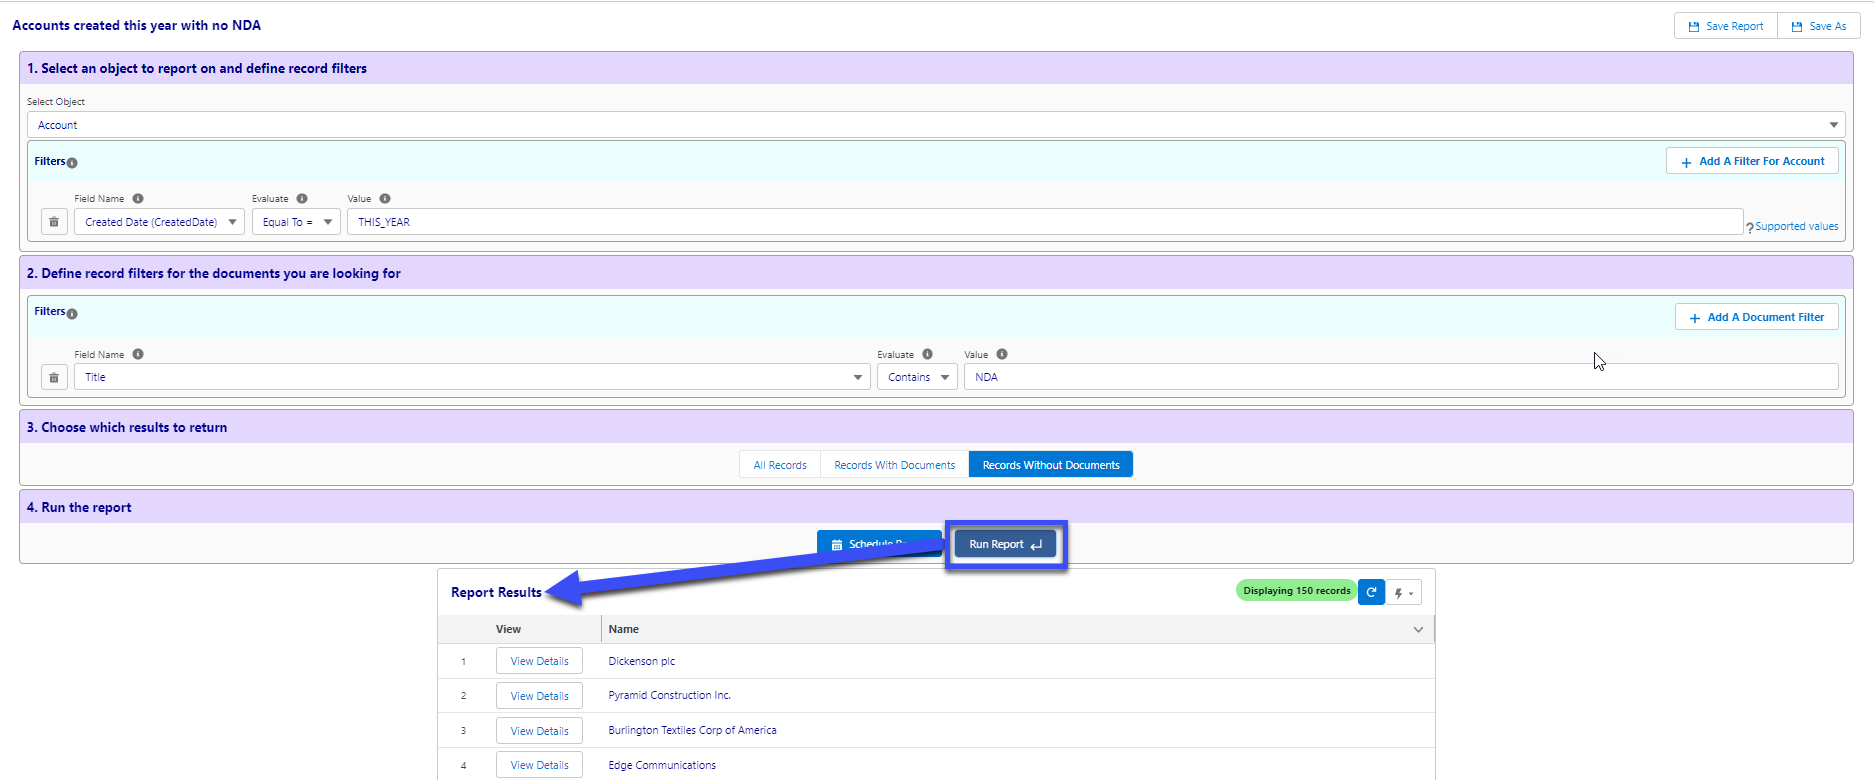 Accounts created this year with no NDA
Save Report
Save As
1. Select an object to report on and define record filters
Select Object
Account
Filters
+ Add A Filter For Account
Field Name
Evaluate
Value
Created Date (CreatedDate)
Equal To =
THIS_YEAR
? Supported values
2. Define record filters for the documents you are looking for
Filters
+ Add A Document Filter
Field Name
Evaluate
Value
Title
Contains
NDA
3. Choose which results to return
All Records
Records With Documents
Records Without Documents
4. Run the report
Schedule
Run Report
Report Results
Displaying 150 records
View
Name
1 View Details Dickenson plc
2 View Details Pyramid Construction Inc.
3 View Details Burlington Textiles Corp of America
4 View Details Edge Communications